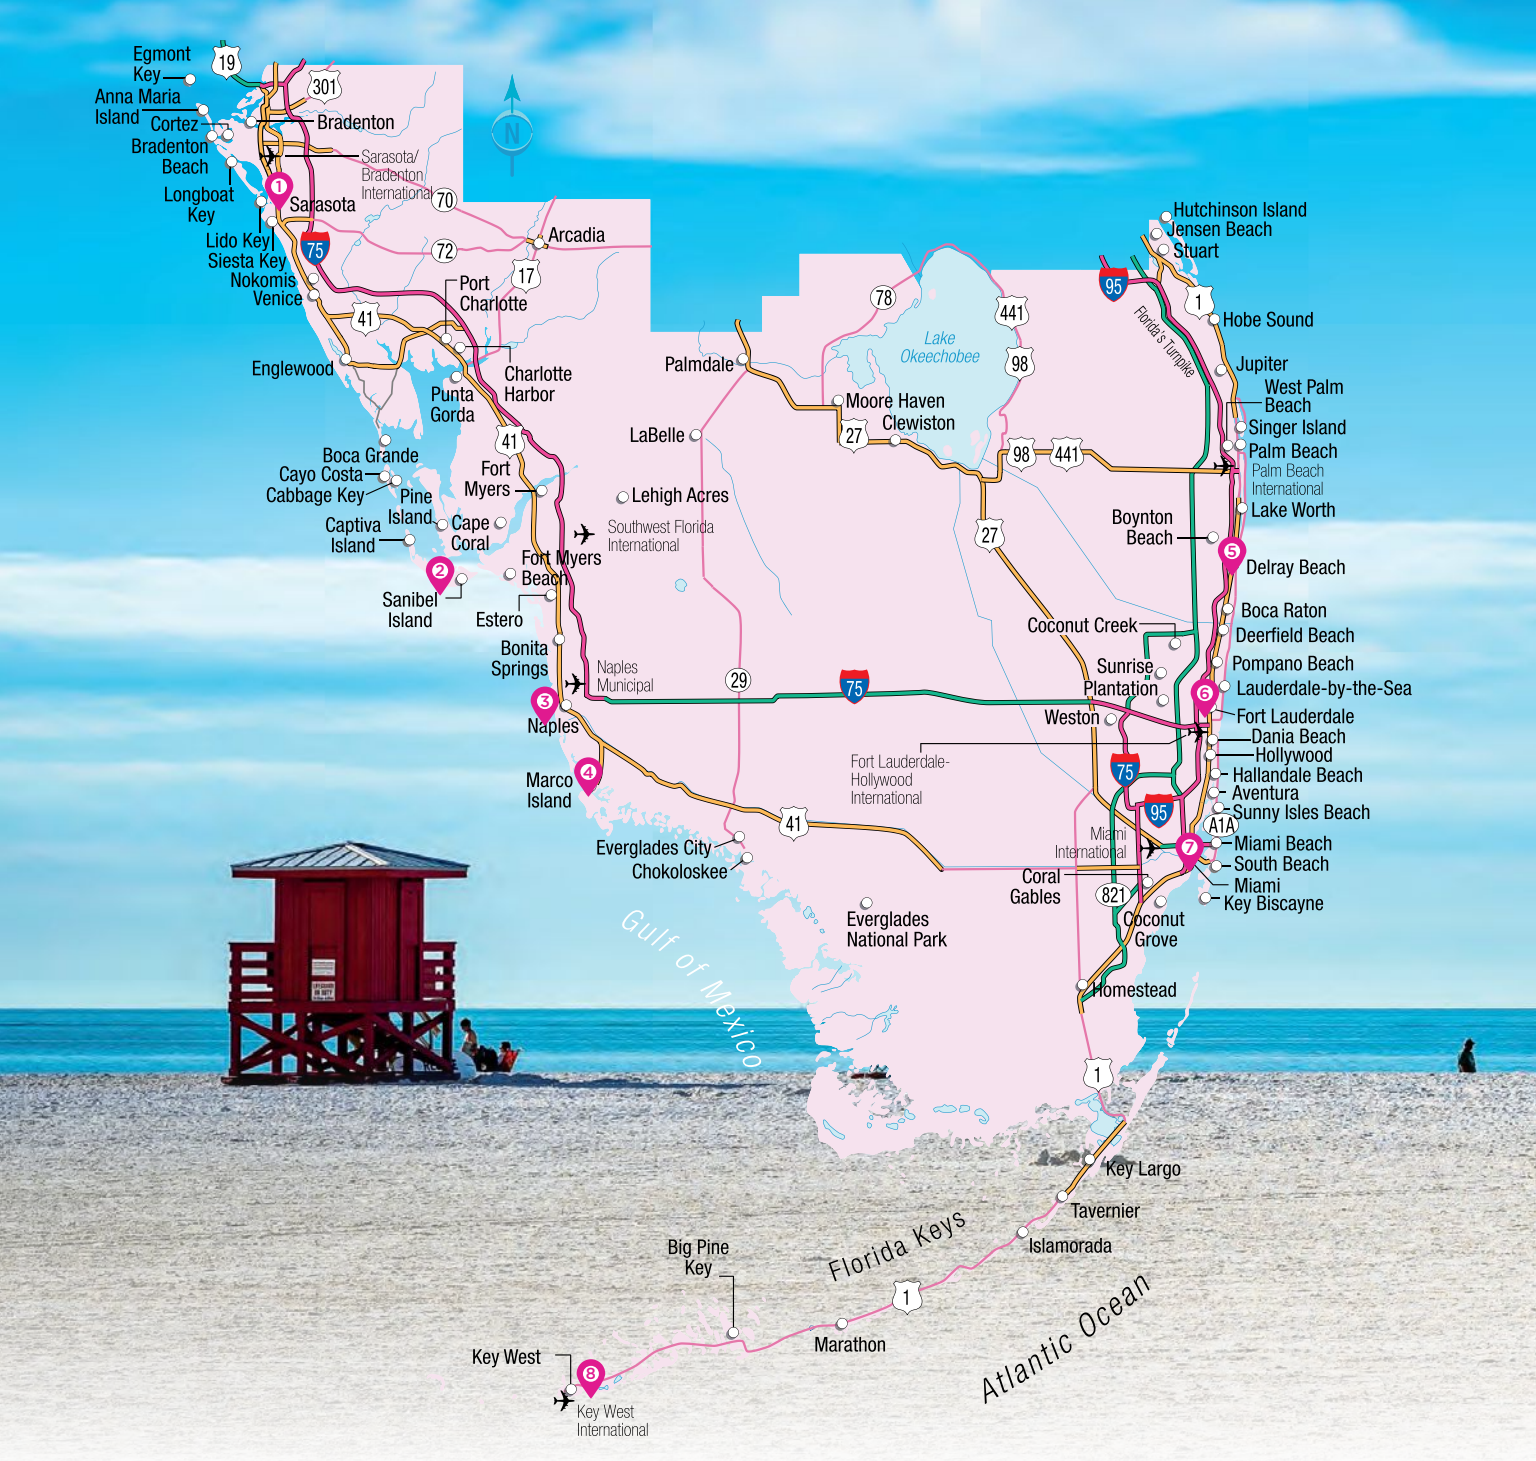 Egmont
Key
19
301
Anna Maria
Island
Cortez
Bradenton
Bradenton
Beach
Sarasota/
Bradenton
International
N
Longboat
Key
1
Sarasota
70
Lido Key
Siesta Key
Nokomis
Venice
75
72
Arcadia
17
Port
Charlotte
41
Englewood
Charlotte
Harbor
Punta
Gorda
41
Boca Grande
Cayo Costa
Cabbage Key
Fort
Myers
Pine
Island
Cape
Coral
Captiva
Island
Lehigh Acres
Southwest Florida
International
Fort Myers
Beach
2
Sanibel
Island
Estero
Bonita
Springs
Naples
Municipal
3
Naples
Marco
Island
4
Palmdale
LaBelle
78
Lake
Okeechobee
441
98
Moore Haven
Clewiston
27
98
441
27
29
75
41
Everglades City
Chokoloskee
Everglades
National Park
Gulf of Mexico
Hutchinson Island
Jensen Beach
Stuart
95
1
Florida's Turnpike
Hobe Sound
Jupiter
West Palm
Beach
Singer Island
Palm Beach
Palm Beach
International
Lake Worth
Boynton
Beach
5
Delray Beach
Boca Raton
Deerfield Beach
Coconut Creek
Sunrise
Plantation
Weston
Pompano Beach
Lauderdale-by-the-Sea
6
Fort Lauderdale
Dania Beach
Hollywood
Hallandale Beach
Aventura
Sunny Isles Beach
Fort Lauderdale-
Hollywood
International
75
95
A1A
Miami
International
7
Miami Beach
South Beach
Miami
Key Biscayne
Coral
Gables
821
Coconut
Grove
Homestead
1
Key Largo
Tavernier
Islamorada
Florida Keys
1
Atlantic Ocean
Big Pine
Key
Marathon
Key West
8
Key West
International